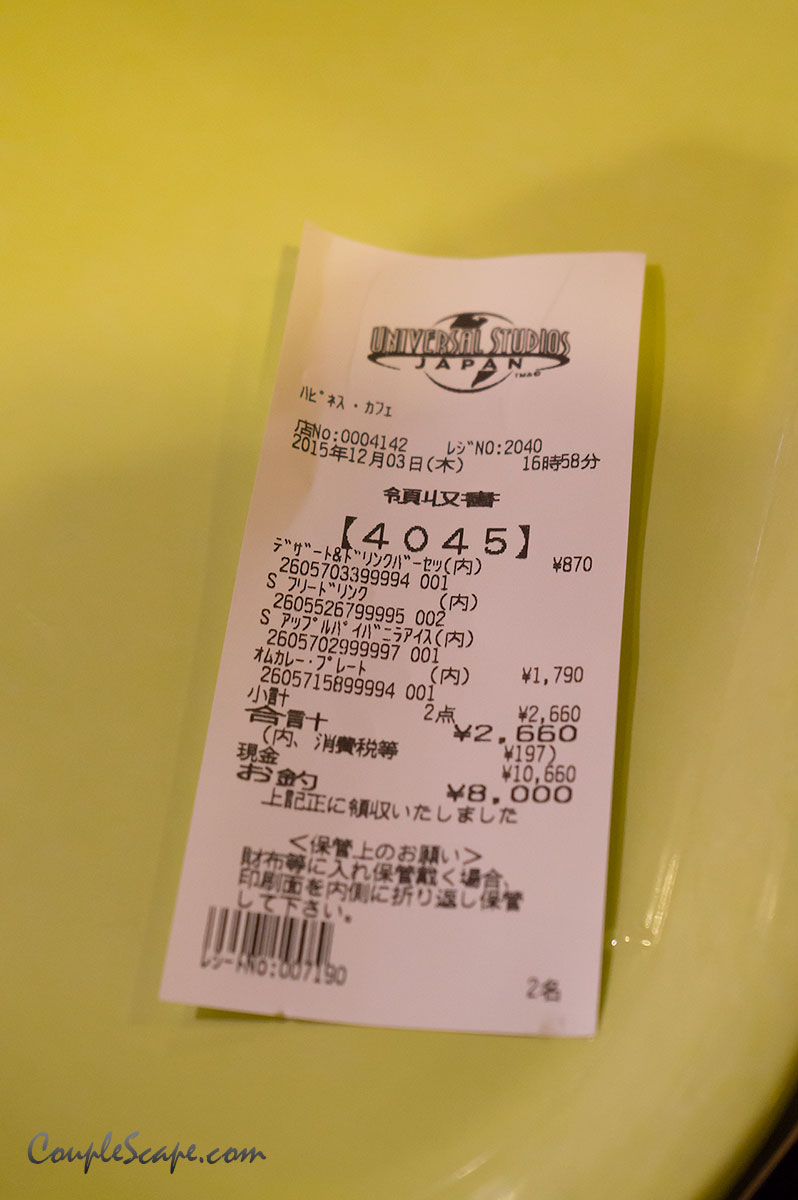 UNIVERSAL STUDIOS
JAPAN
TM&©
ﾊﾋﾟﾈｽ・ｶﾌｪ
店No:0004142 ﾚｼﾞNO:2040
2015年12月03日(木) 16時58分
領収書
【4045】
ﾃﾞｻﾞｰﾄ&ﾄﾞﾘﾝｸﾊﾞｰｾｯﾄ(内) ¥870
2605703399994 001
S ﾌﾘｰﾄﾞﾘﾝｸ (内)
2605526799995 002
S ｱｯﾌﾟﾙﾊﾟｲﾊﾞﾆﾗｱｲｽ(内)
2605702999997 001
ｵﾑｶﾚｰ・ﾌﾟﾚｰﾄ (内) ¥1,790
2605715899994 001
小計 2点 ¥2,660
合計 ¥2,660
(内、消費税等 ¥197)
現金 ¥10,660
お釣 ¥8,000
上記正に領収いたしました
＜保管上のお願い＞
財布等に入れ保管戴く場合、
印刷面を内側に折り返し保管
して下さい。
ﾚｼｰﾄNo:007190 2名
CoupleScape.com